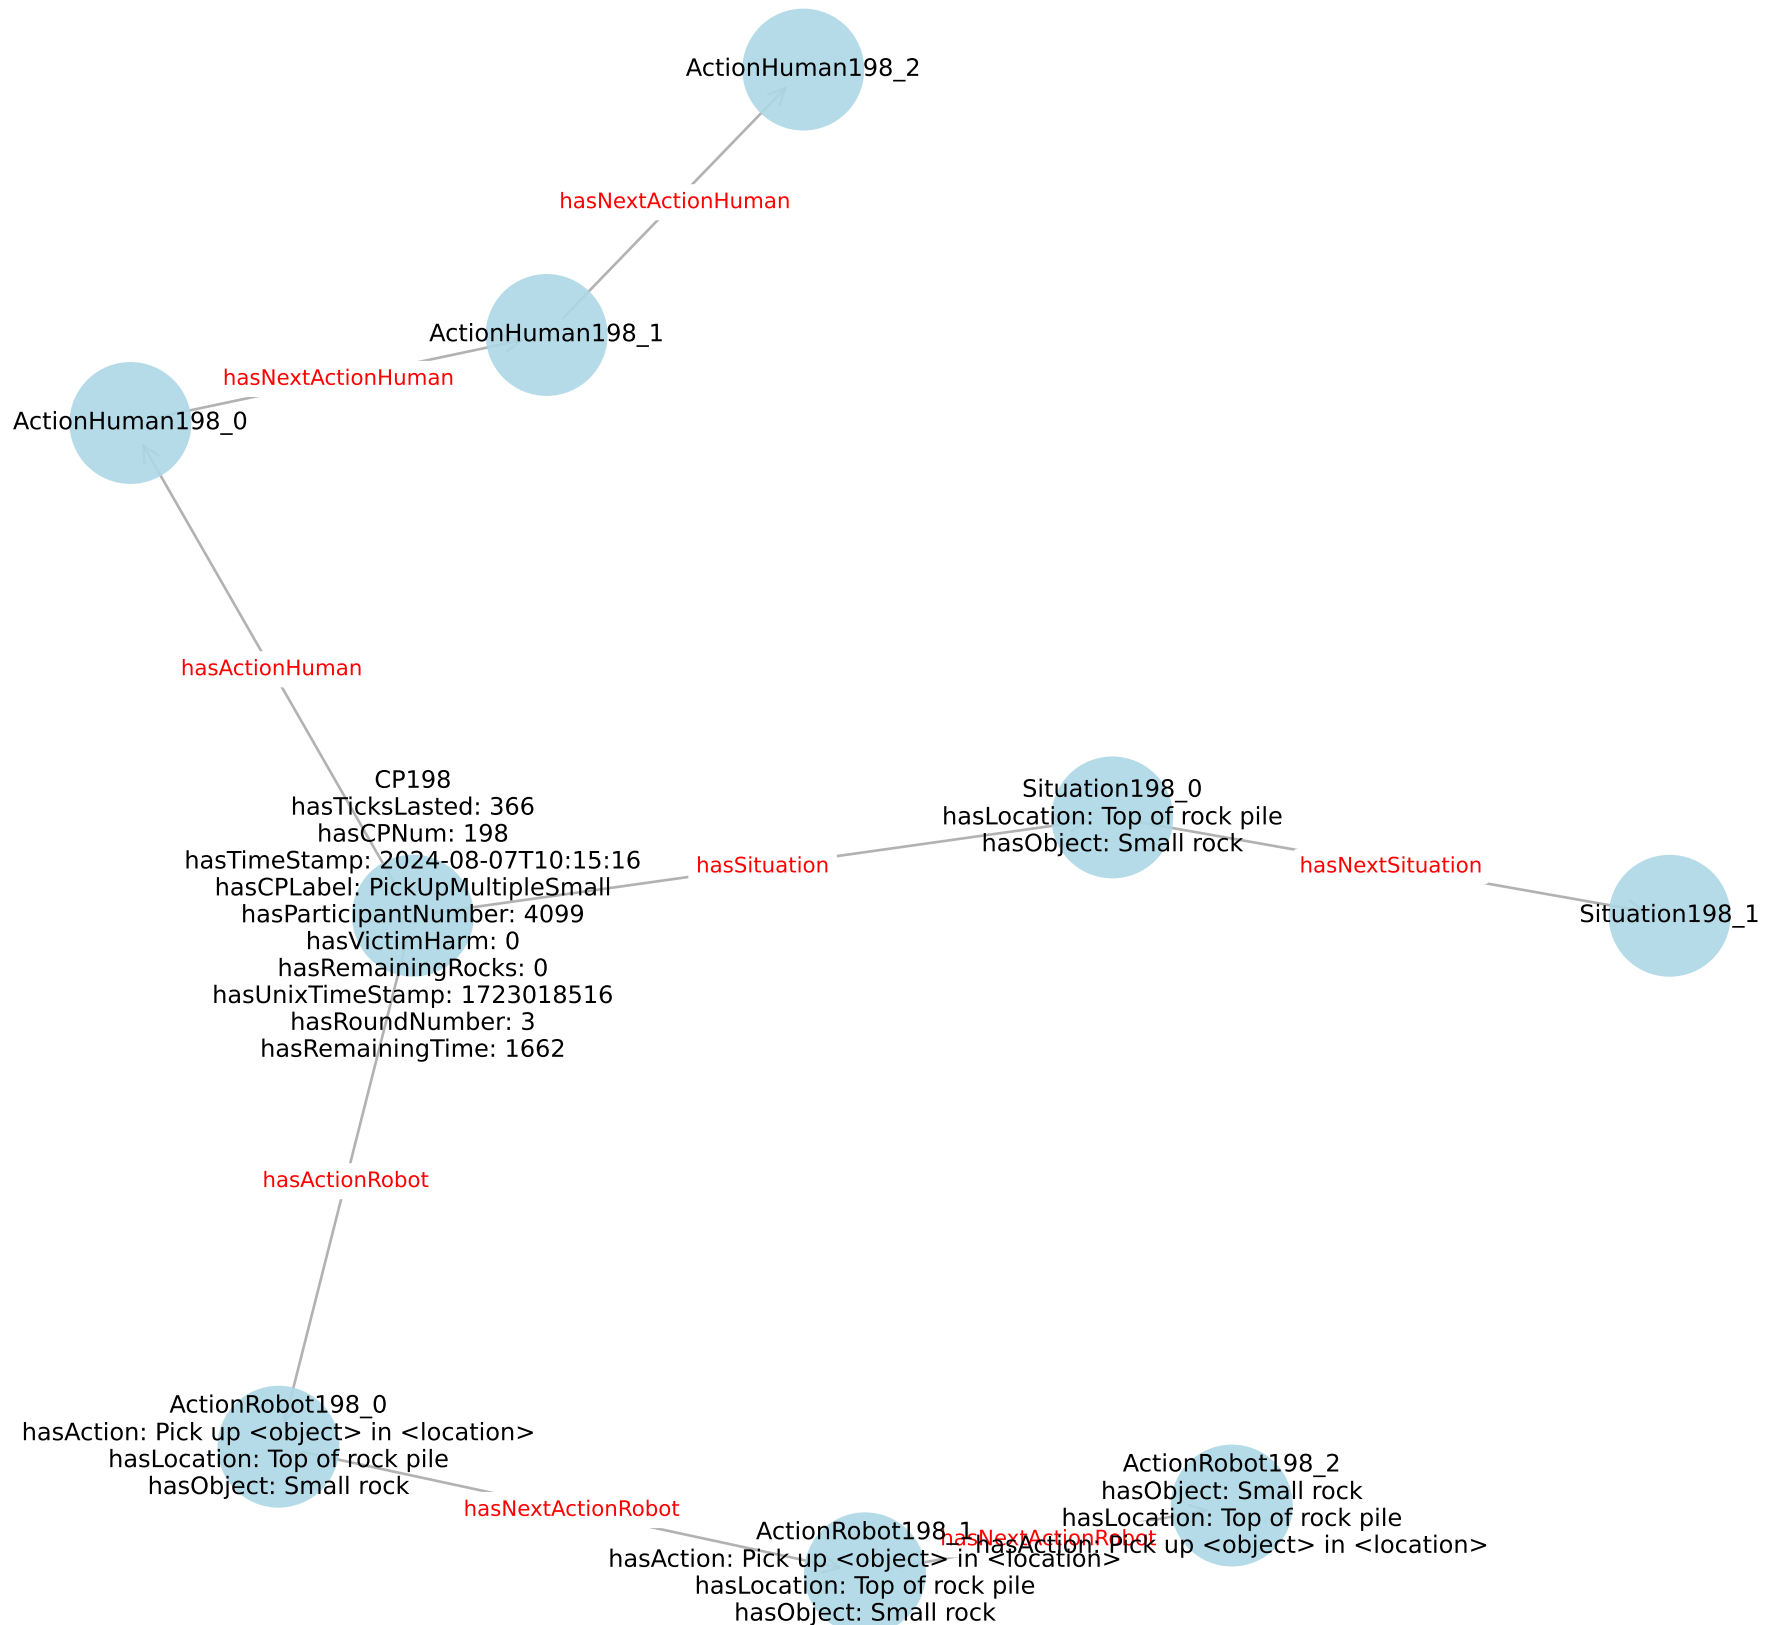 ActionHuman198_2
hasNextActionHuman
ActionHuman198_1
hasNextActionHuman
ActionHuman198_0
hasActionHuman
CP198
hasTicksLasted: 366
hasCPNum: 198
hasTimeStamp: 2024-08-07T10:15:16
hasCPLabel: PickUpMultipleSmall
hasParticipantNumber: 4099
hasVictimHarm: 0
hasRemainingRocks: 0
hasUnixTimeStamp: 1723018516
hasRoundNumber: 3
hasRemainingTime: 1662
hasSituation
Situation198_0
hasLocation: Top of rock pile
hasObject: Small rock
hasNextSituation
Situation198_1
hasActionRobot
ActionRobot198_0
hasAction: Pick up <object> in <location>
hasLocation: Top of rock pile
hasObject: Small rock
hasNextActionRobot
ActionRobot198_1
hasAction: Pick up <object> in <location>
hasLocation: Top of rock pile
hasObject: Small rock
hasNextActionRobot
ActionRobot198_2
hasObject: Small rock
hasLocation: Top of rock pile
hasAction: Pick up <object> in <location>